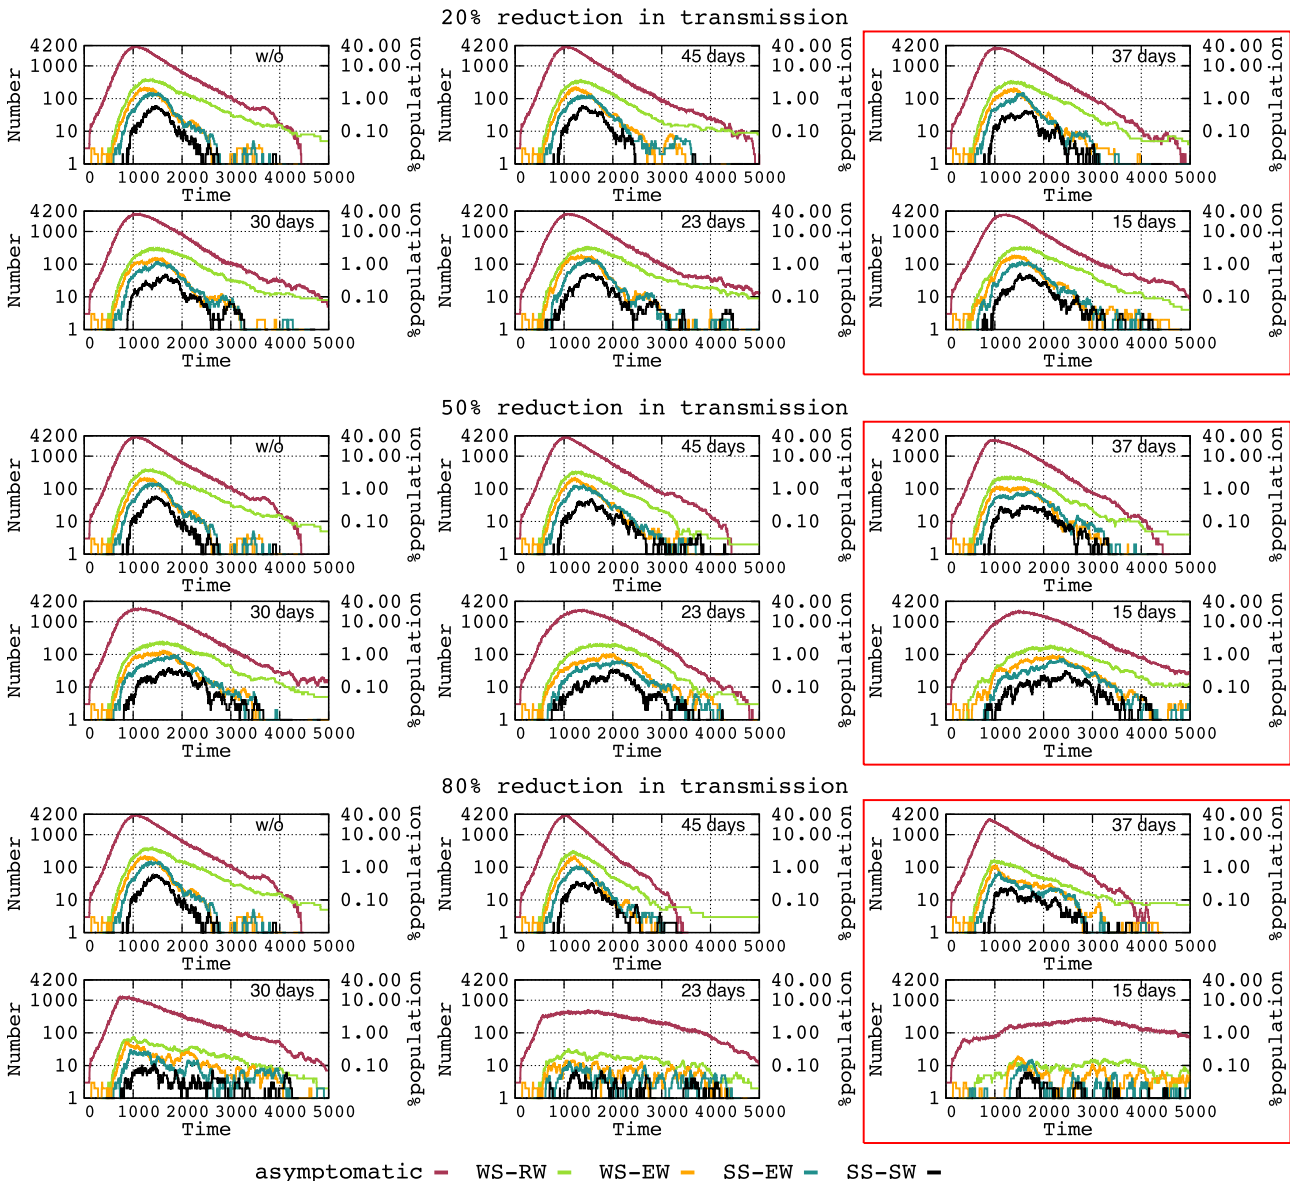 20% reduction in transmission
4200 1000 100 10 1 Number w/o 40.00 10.00 1.00 0.10 %population
0 1000 2000 3000 4000 5000
Time
4200 1000 100 10 1 Number 45 days 40.00 10.00 1.00 0.10 %population
0 1000 2000 3000 4000 5000
Time
4200 1000 100 10 1 Number 37 days 40.00 10.00 1.00 0.10 %population
0 1000 2000 3000 4000 5000
Time
4200 1000 100 10 1 Number 30 days 40.00 10.00 1.00 0.10 %population
0 1000 2000 3000 4000 5000
Time
4200 1000 100 10 1 Number 23 days 40.00 10.00 1.00 0.10 %population
0 1000 2000 3000 4000 5000
Time
4200 1000 100 10 1 Number 15 days 40.00 10.00 1.00 0.10 %population
0 1000 2000 3000 4000 5000
Time
50% reduction in transmission
4200 1000 100 10 1 Number w/o 40.00 10.00 1.00 0.10 %population
0 1000 2000 3000 4000 5000
Time
4200 1000 100 10 1 Number 45 days 40.00 10.00 1.00 0.10 %population
0 1000 2000 3000 4000 5000
Time
4200 1000 100 10 1 Number 37 days 40.00 10.00 1.00 0.10 %population
0 1000 2000 3000 4000 5000
Time
4200 1000 100 10 1 Number 30 days 40.00 10.00 1.00 0.10 %population
0 1000 2000 3000 4000 5000
Time
4200 1000 100 10 1 Number 23 days 40.00 10.00 1.00 0.10 %population
0 1000 2000 3000 4000 5000
Time
4200 1000 100 10 1 Number 15 days 40.00 10.00 1.00 0.10 %population
0 1000 2000 3000 4000 5000
Time
80% reduction in transmission
4200 1000 100 10 1 Number w/o 40.00 10.00 1.00 0.10 %population
0 1000 2000 3000 4000 5000
Time
4200 1000 100 10 1 Number 45 days 40.00 10.00 1.00 0.10 %population
0 1000 2000 3000 4000 5000
Time
4200 1000 100 10 1 Number 37 days 40.00 10.00 1.00 0.10 %population
0 1000 2000 3000 4000 5000
Time
4200 1000 100 10 1 Number 30 days 40.00 10.00 1.00 0.10 %population
0 1000 2000 3000 4000 5000
Time
4200 1000 100 10 1 Number 23 days 40.00 10.00 1.00 0.10 %population
0 1000 2000 3000 4000 5000
Time
4200 1000 100 10 1 Number 15 days 40.00 10.00 1.00 0.10 %population
0 1000 2000 3000 4000 5000
Time
asymptomatic WS-RW WS-EW SS-EW SS-SW